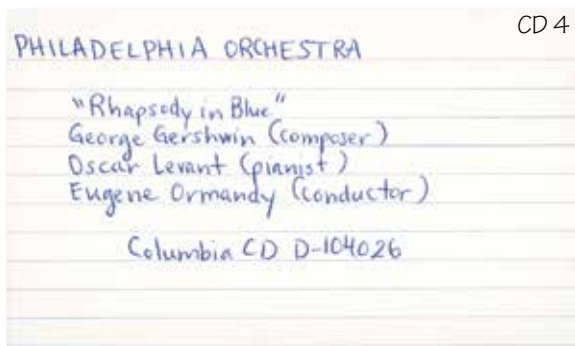 CD 4
PHILADELPHIA ORCHESTRA
"Rhapsody in Blue"
George Gershwin (composer)
Oscar Levant (pianist)
Eugene Ormandy (conductor)
Columbia CD D-104026